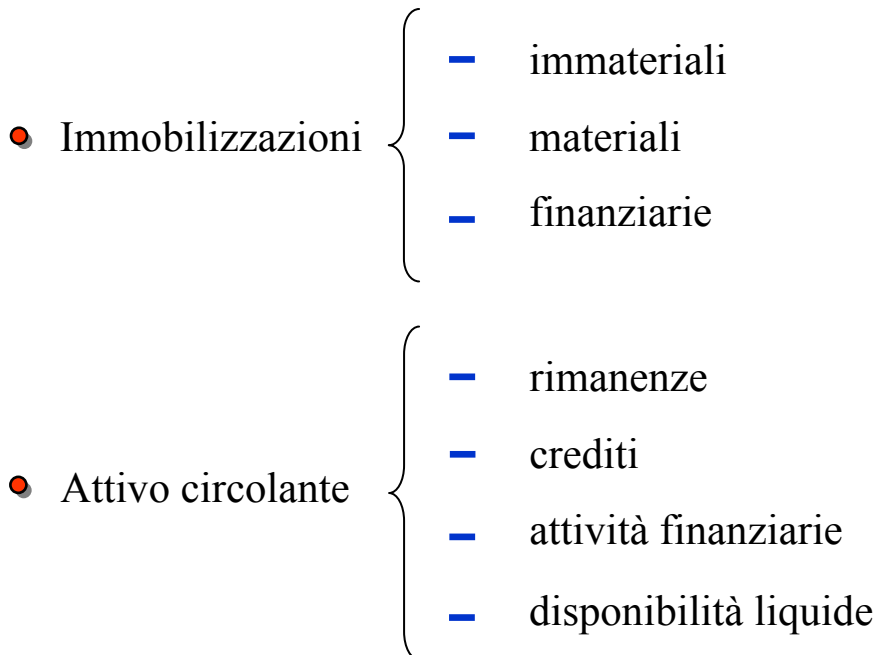 Immobilizzazioni
– immateriali
– materiali
– finanziarie
Attivo circolante
– rimanenze
– crediti
– attività finanziarie
– disponibilità liquide